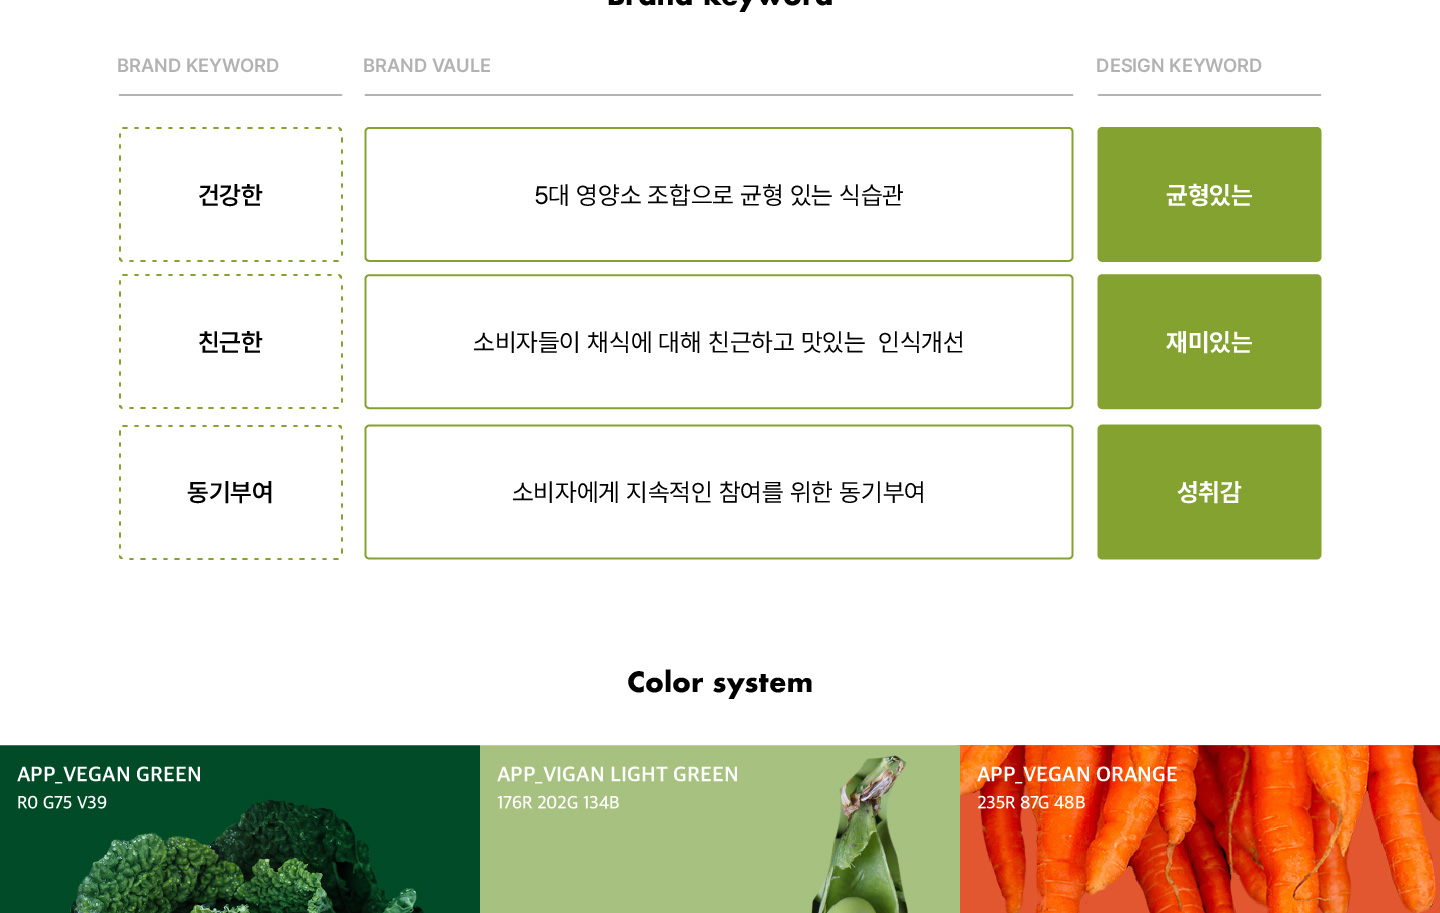 Brand Keyword
BRAND KEYWORD
BRAND VAULE
DESIGN KEYWORD
건강한
5대 영양소 조합으로 균형 있는 식습관
균형있는
친근한
소비자들이 채식에 대해 친근하고 맛있는 인식개선
재미있는
동기부여
소비자에게 지속적인 참여를 위한 동기부여
성취감
Color system
APP_VEGAN GREEN
R0 G75 V39
APP_VIGAN LIGHT GREEN
176R 202G 134B
APP_VEGAN ORANGE
235R 87G 48B